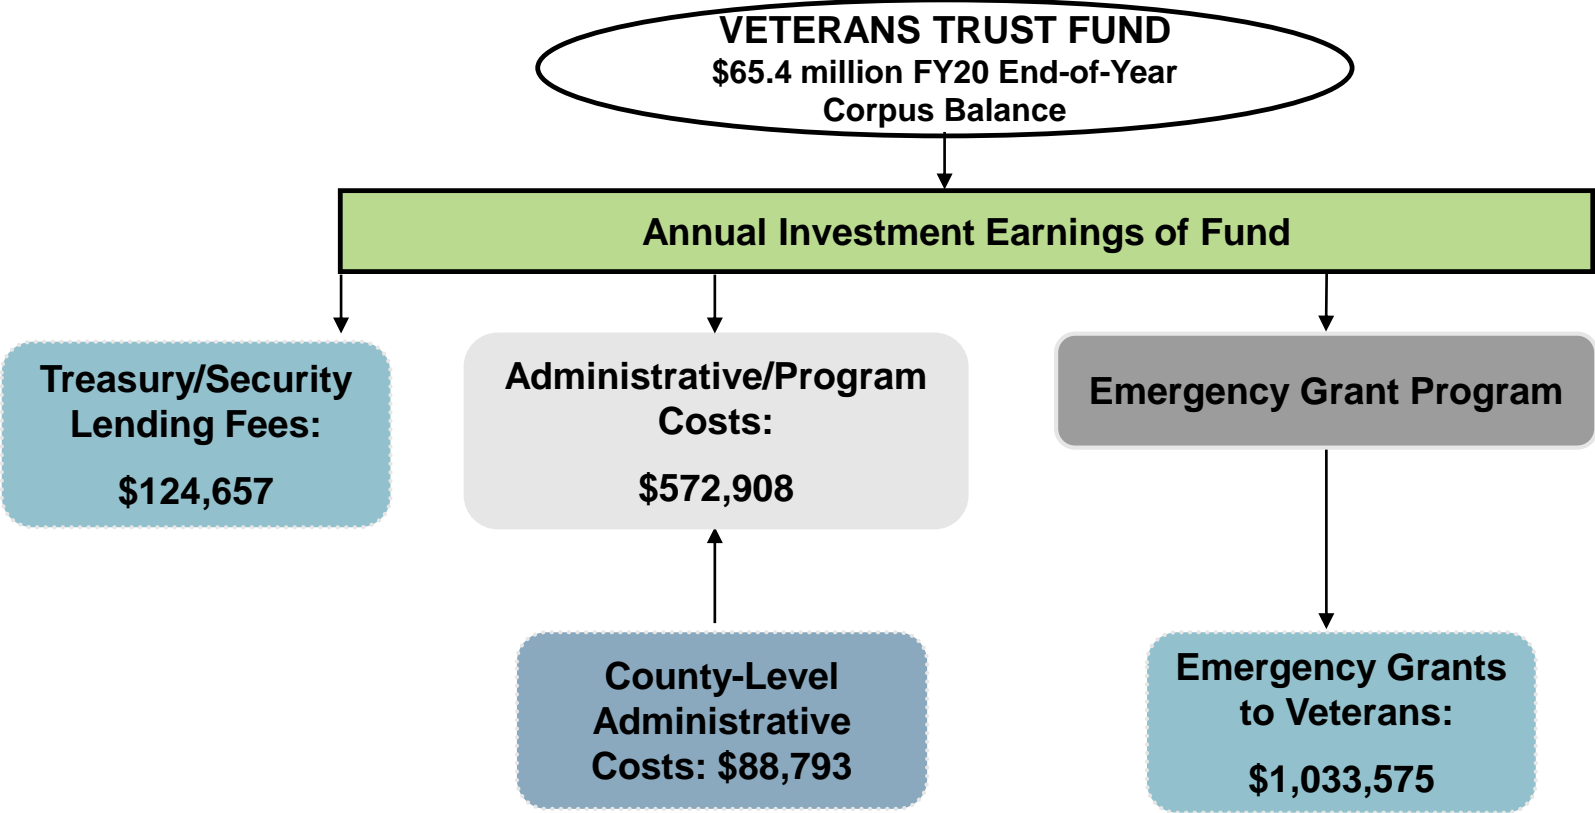 VETERANS TRUST FUND
$65.4 million FY20 End-of-Year
Corpus Balance
Annual Investment Earnings of Fund
Treasury/Security
Lending Fees:
$124,657
Administrative/Program
Costs:
$572,908
Emergency Grant Program
County-Level
Administrative
Costs: $88,793
Emergency Grants
to Veterans:
$1,033,575